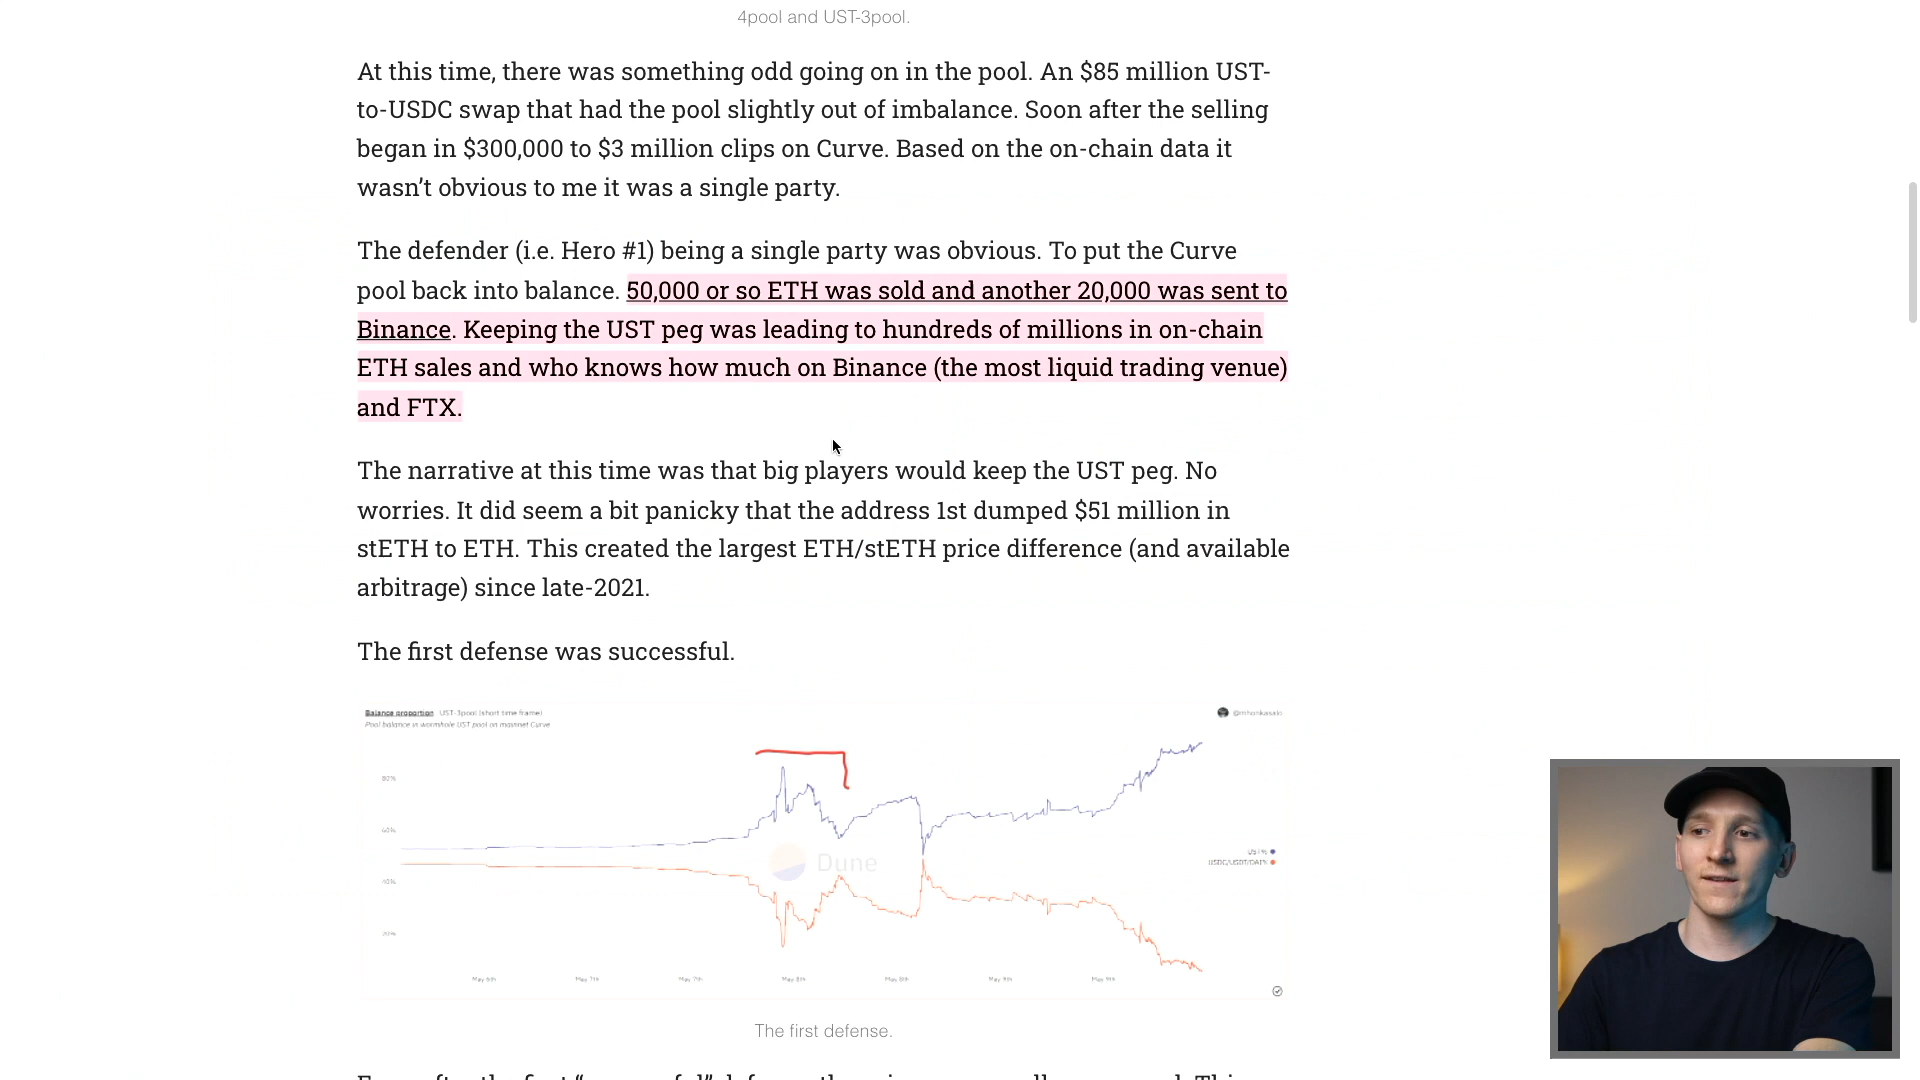 4pool and UST-3pool.
At this time, there was something odd going on in the pool. An $85 million UST-
to-USDC swap that had the pool slightly out of imbalance. Soon after the selling
began in $300,000 to $3 million clips on Curve. Based on the on-chain data it
wasn't obvious to me it was a single party.
The defender (i.e. Hero #1) being a single party was obvious. To put the Curve
pool back into balance. 50,000 or so ETH was sold and another 20,000 was sent to
Binance. Keeping the UST peg was leading to hundreds of millions in on-chain
ETH sales and who knows how much on Binance (the most liquid trading venue)
and FTX.
The narrative at this time was that big players would keep the UST peg. No
worries. It did seem a bit panicky that the address 1st dumped $51 million in
stETH to ETH. This created the largest ETH/stETH price difference (and available
arbitrage) since late-2021.
The first defense was successful.
Balance proportion UST-3pool (short time frame)
Pool balance in wormhole UST pool on mainnet Curve
80%
60%
40%
20%
Dune
UST%
USDC/USDT/DAI%
May 6th May 7th May 7th May 8th May 8th May 9th May 9th
The first defense.